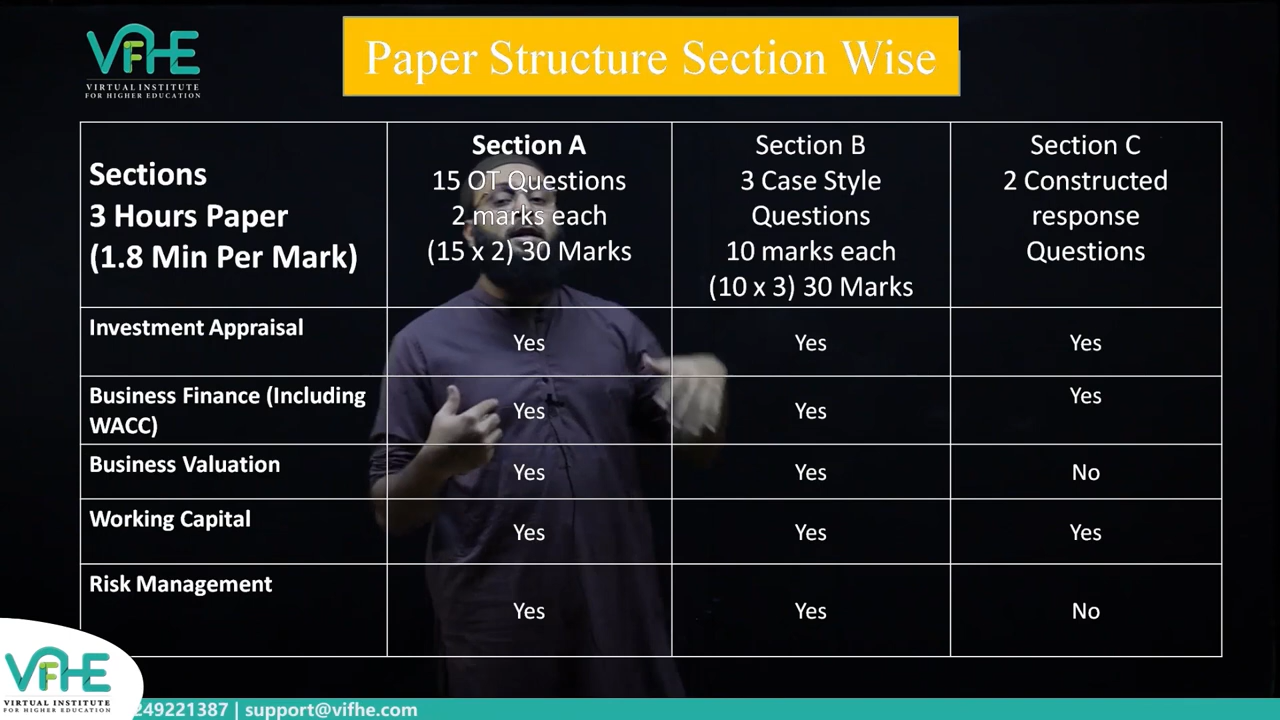 VIFHE
VIRTUAL INSTITUTE
FOR HIGHER EDUCATION
Paper Structure Section Wise
Sections
3 Hours Paper
(1.8 Min Per Mark)
Section A
15 OT Questions
2 marks each
(15 x 2) 30 Marks
Section B
3 Case Style
Questions
10 marks each
(10 x 3) 30 Marks
Section C
2 Constructed
response
Questions
Investment Appraisal
Yes
Yes
Yes
Business Finance (Including
WACC)
Yes
Yes
Yes
Business Valuation
Yes
Yes
No
Working Capital
Yes
Yes
Yes
Risk Management
Yes
Yes
No
VIFHE
VIRTUAL INSTITUTE
FOR HIGHER EDUCATION
249221387 | support@vifhe.com